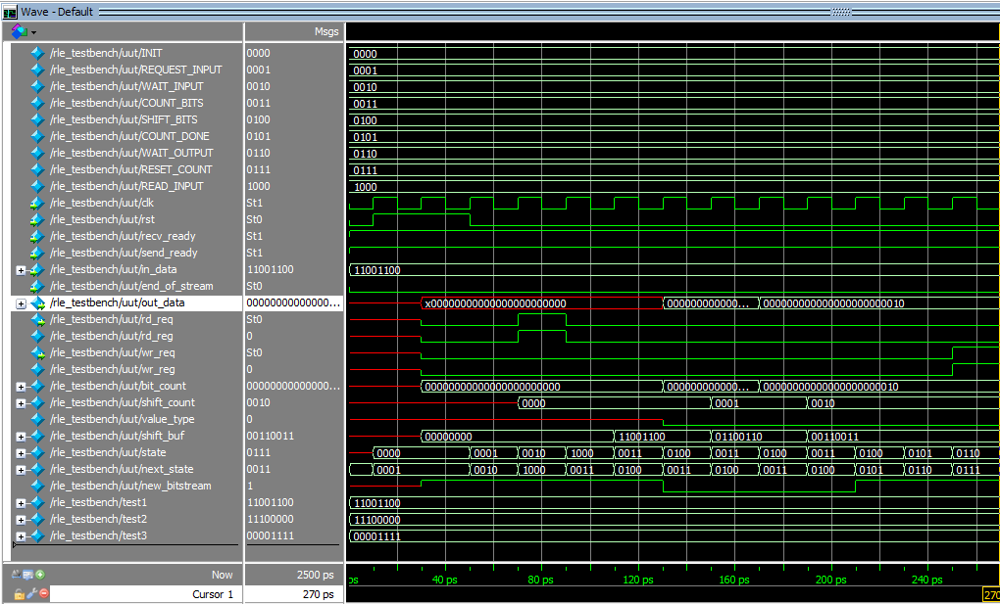 Wave - Default
Msgs
/rle_testbench/uut/INIT 0000 0000
/rle_testbench/uut/REQUEST_INPUT 0001 0001
/rle_testbench/uut/WAIT_INPUT 0010 0010
/rle_testbench/uut/COUNT_BITS 0011 0011
/rle_testbench/uut/SHIFT_BITS 0100 0100
/rle_testbench/uut/COUNT_DONE 0101 0101
/rle_testbench/uut/WAIT_OUTPUT 0110 0110
/rle_testbench/uut/RESET_COUNT 0111 0111
/rle_testbench/uut/READ_INPUT 1000 1000
/rle_testbench/uut/clk St1
/rle_testbench/uut/rst St0
/rle_testbench/uut/recv_ready St1
/rle_testbench/uut/send_ready St1
/rle_testbench/uut/in_data 11001100 11001100
/rle_testbench/uut/end_of_stream St0
/rle_testbench/uut/out_data 00000000000000... x00000000000000000000000 000000000000... 000000000000000000000010
/rle_testbench/uut/rd_req St0
/rle_testbench/uut/rd_reg 0
/rle_testbench/uut/wr_req St0
/rle_testbench/uut/wr_reg 0
/rle_testbench/uut/bit_count 00000000000000... 00000000000000000000000 000000000000... 00000000000000000000010
/rle_testbench/uut/shift_count 0010 0000 0001 0010
/rle_testbench/uut/value_type 0
/rle_testbench/uut/shift_buf 00110011 00000000 11001100 01100110 00110011
/rle_testbench/uut/state 0111 0000 0001 0010 1000 0011 0100 0011 0100 0011 0100 0101 0110
/rle_testbench/uut/next_state 0011 0001 0010 1000 0011 0100 0011 0100 0011 0100 0101 0110 0111
/rle_testbench/uut/new_bitstream 1
/rle_testbench/test1 11001100 11001100
/rle_testbench/test2 11100000 11100000
/rle_testbench/test3 00001111 00001111
Now 2500 ps ps 40 ps 80 ps 120 ps 160 ps 200 ps 240 ps
Cursor 1 270 ps 270